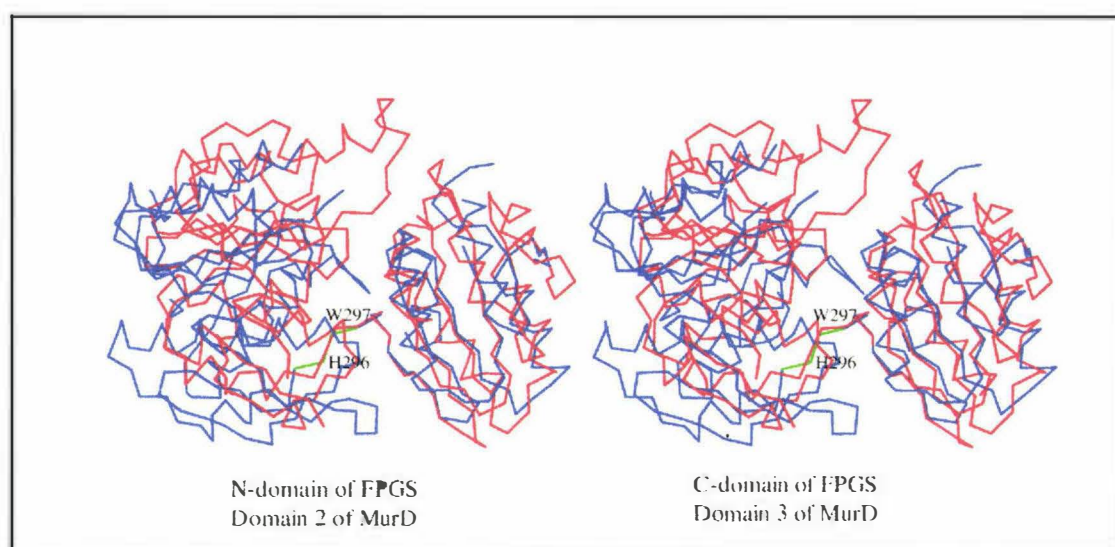 W297
H296
W297
H296
N-domain of FPGS
Domain 2 of MurD
C-domain of FPGS
Domain 3 of MurD